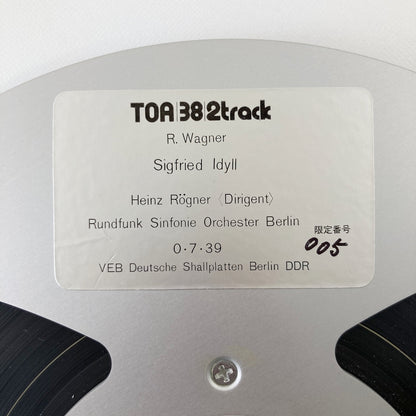 TOA 38 2track
R. Wagner
Sigfried Idyll
Heinz Rögner 〈Dirigent〉
Rundfunk Sinfonie Orchester Berlin
限定番号
005
0・7・39
VEB Deutsche Shallplatten Berlin DDR